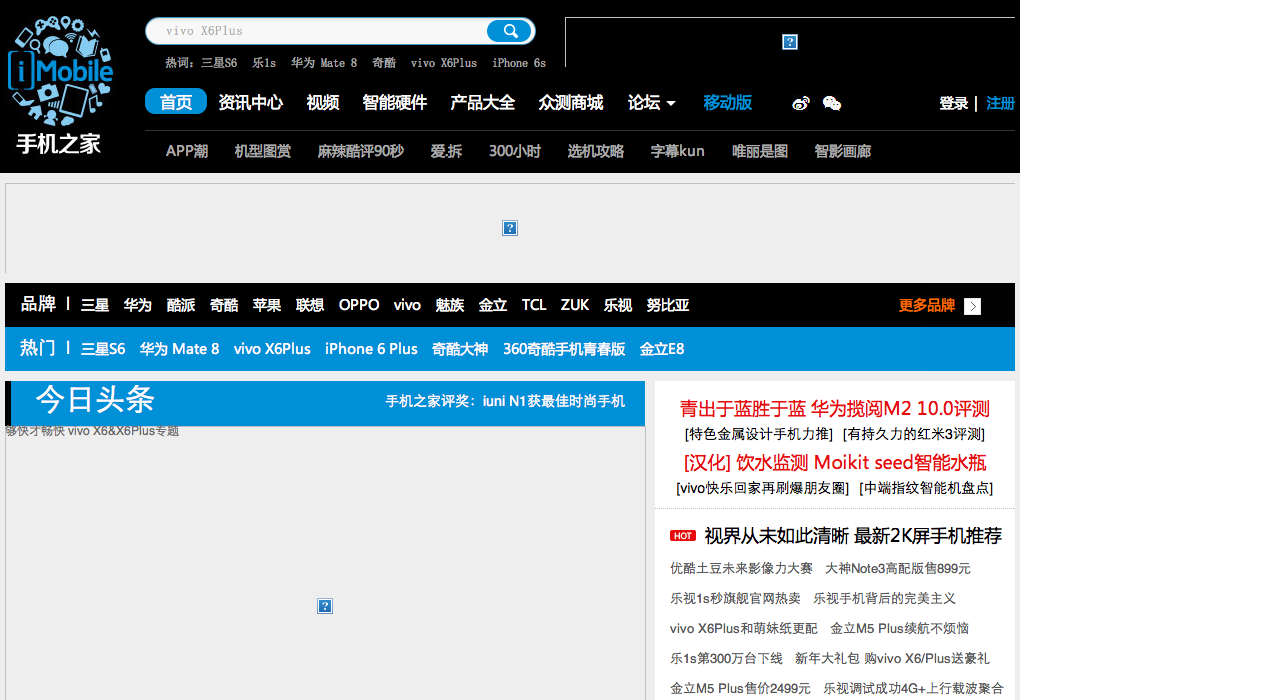 [i]Mobile
手机之家
vivo X6Plus
热词: 三星S6 乐1s 华为 Mate 8 奇酷 vivo X6Plus iPhone 6s
首页 资讯中心 视频 智能硬件 产品大全 众测商城 论坛 移动版 登录 | 注册
APP潮 机型图赏 麻辣酷评90秒 爱.拆 300小时 选机攻略 字幕kun 唯丽是图 智影画廊
品牌 | 三星 华为 酷派 奇酷 苹果 联想 OPPO vivo 魅族 金立 TCL ZUK 乐视 努比亚 更多品牌
热门 | 三星S6 华为 Mate 8 vivo X6Plus iPhone 6 Plus 奇酷大神 360奇酷手机青春版 金立E8
今日头条 手机之家评奖：iuni N1获最佳时尚手机
够快才畅快 vivo X6&X6Plus专题
青出于蓝胜于蓝 华为揽阅M2 10.0评测
[特色金属设计手机力推] [有持久力的红米3评测]
[汉化] 饮水监测 Moikit seed智能水瓶
[vivo快乐回家再刷爆朋友圈] [中端指纹智能机盘点]
HOT 视界从未如此清晰 最新2K屏手机推荐
优酷土豆未来影像力大赛 大神Note3高配版售899元
乐视1s秒旗舰官网热卖 乐视手机背后的完美主义
vivo X6Plus和萌妹纸更配 金立M5 Plus续航不烦恼
乐1s第300万台下线 新年大礼包 购vivo X6/Plus送豪礼
金立M5 Plus售价2499元 乐视调试成功4G+上行载波聚合